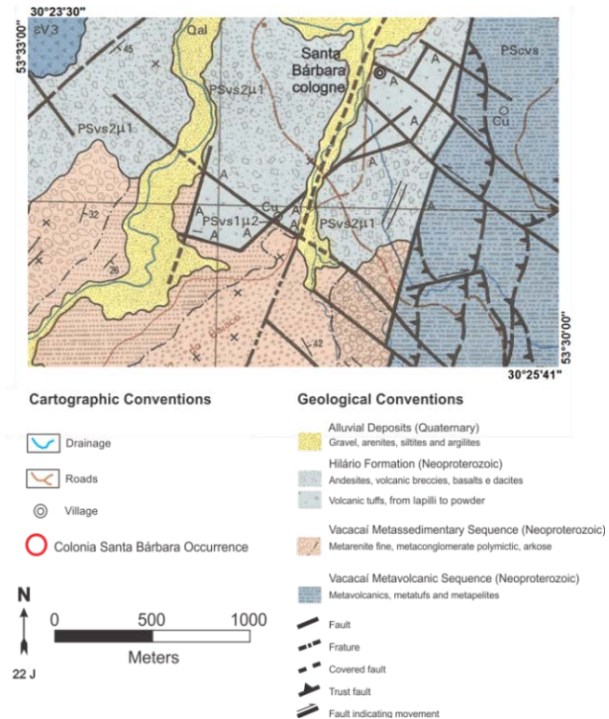 30°23'30"
53°33'00"
εV3
45
Qal
Santa
Bárbara
cologne
PScvs
Cu
A
A
A
A
A
PSvs2μ1
PSvs2μ1
32
26
A
PSvs1μ2
A
A
Cu
A
A
PSvs2μ1
A
42
53°30'00"
30°25'41"
Cartographic Conventions
Drainage
Roads
Village
Colonia Santa Bárbara Occurrence
N
0 500 1000
Meters
22 J
Geological Conventions
Alluvial Deposits (Quaternary)
Gravel, arenites, siltites and argilites
Hilário Formation (Neoproterozoic)
Andesites, volcanic breccies, basalts e dacites
Volcanic tuffs, from lapilli to powder
Vacacaí Metassedimentary Sequence (Neoproterozoic)
Metarenite fine, metaconglomerate polymictic, arkose
Vacacaí Metavolcanic Sequence (Neoproterozoic)
Metavolcanics, metatufs and metapelites
Fault
Frature
Covered fault
Trust fault
Fault indicating movement